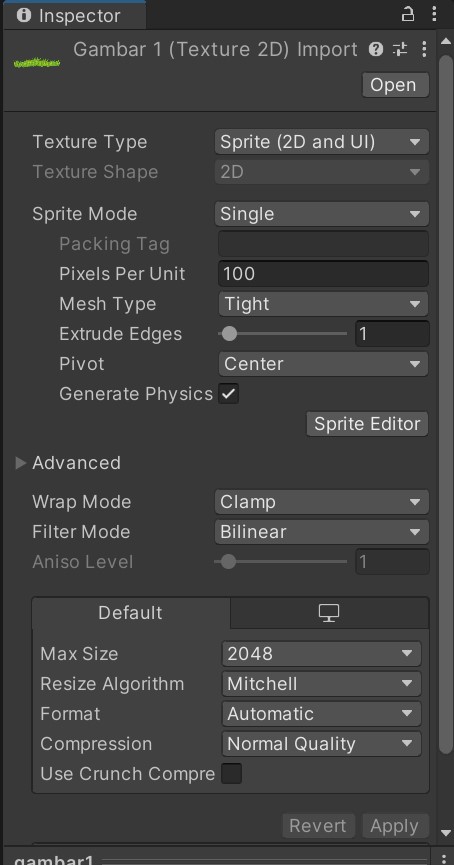 Inspector
Gambar 1 (Texture 2D) Import
Open
Texture Type Sprite (2D and UI)
Texture Shape 2D
Sprite Mode Single
Packing Tag
Pixels Per Unit 100
Mesh Type Tight
Extrude Edges 1
Pivot Center
Generate Physics
Sprite Editor
Advanced
Wrap Mode Clamp
Filter Mode Bilinear
Aniso Level 1
Default
Max Size 2048
Resize Algorithm Mitchell
Format Automatic
Compression Normal Quality
Use Crunch Compre
Revert Apply
gambar1